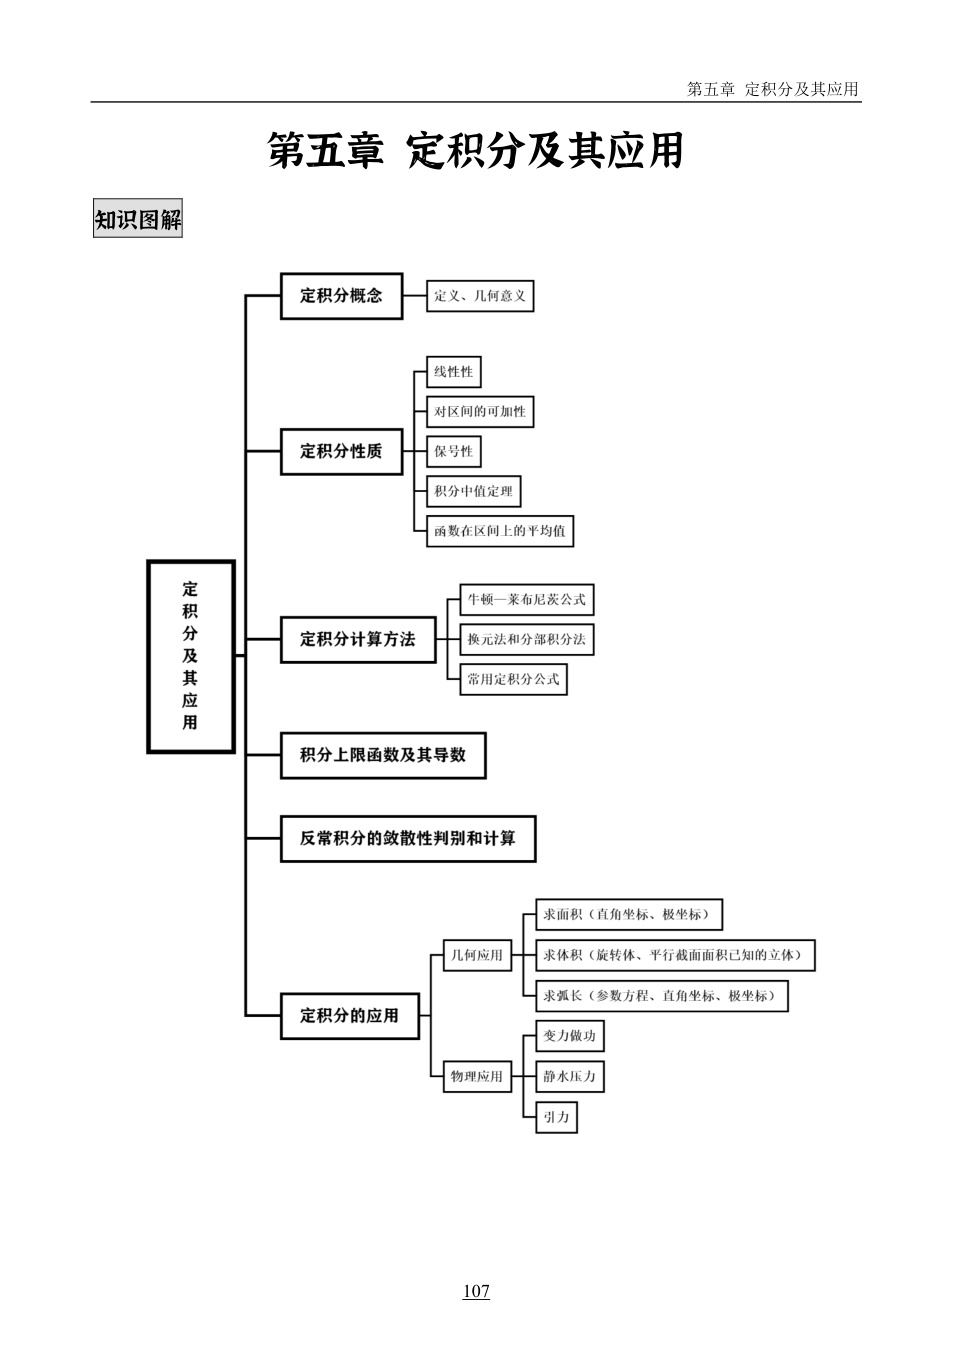 第五章 定积分及其应用
第五章 定积分及其应用
知识图解
定积分及其应用
定积分概念
定义、几何意义
定积分性质
线性性
对区间的可加性
保号性
积分中值定理
函数在区间上的平均值
定积分计算方法
牛顿—莱布尼茨公式
换元法和分部积分法
常用定积分公式
积分上限函数及其导数
反常积分的敛散性判别和计算
定积分的应用
几何应用
求面积（直角坐标、极坐标）
求体积（旋转体、平行截面面积已知的立体）
求弧长（参数方程、直角坐标、极坐标）
物理应用
变力做功
静水压力
引力
107